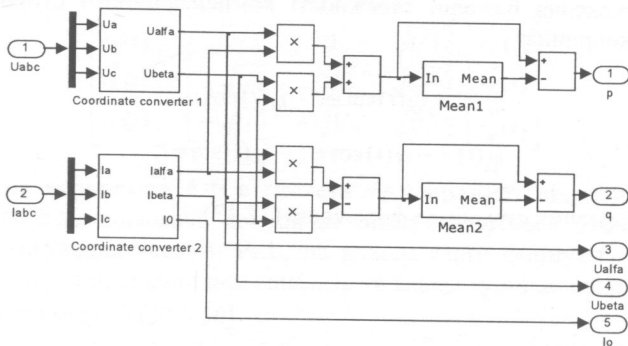 1
Uabc
Ua
Ub
Uc
Ualfa
Ubeta
Coordinate converter 1
×
×
+
+
In Mean
Mean1
+
−
1
p
2
Iabc
Ia
Ib
Ic
Ialfa
Ibeta
I0
Coordinate converter 2
×
×
+
−
In Mean
Mean2
+
−
2
q
3
Ualfa
4
Ubeta
5
Io